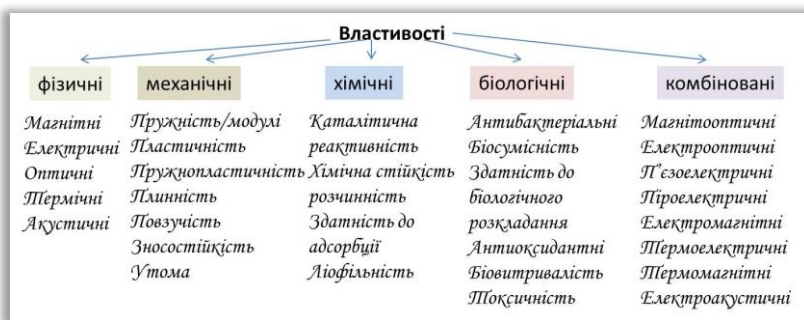 Властивості
фізичні
Магнітні
Електричні
Оптичні
Термічні
Акустичні
механічні
Пружність/модулі
Пластичність
Пружнопластичність
Плинність
Повзучість
Зносостійкість
Утома
хімічні
Каталітична
реактивність
Хімічна стійкість
розчинність
Здатність до
адсорбції
Ліофільність
біологічні
Антибактеріальні
Біосумісність
Здатність до
біологічного
розкладання
Антиоксидантні
Біовитривалість
Токсичність
комбіновані
Магнітооптичні
Електрооптичні
П'єзоелектричні
Піроелектричні
Електромагнітні
Термоелектричні
Термомагнітні
Електроакустичні